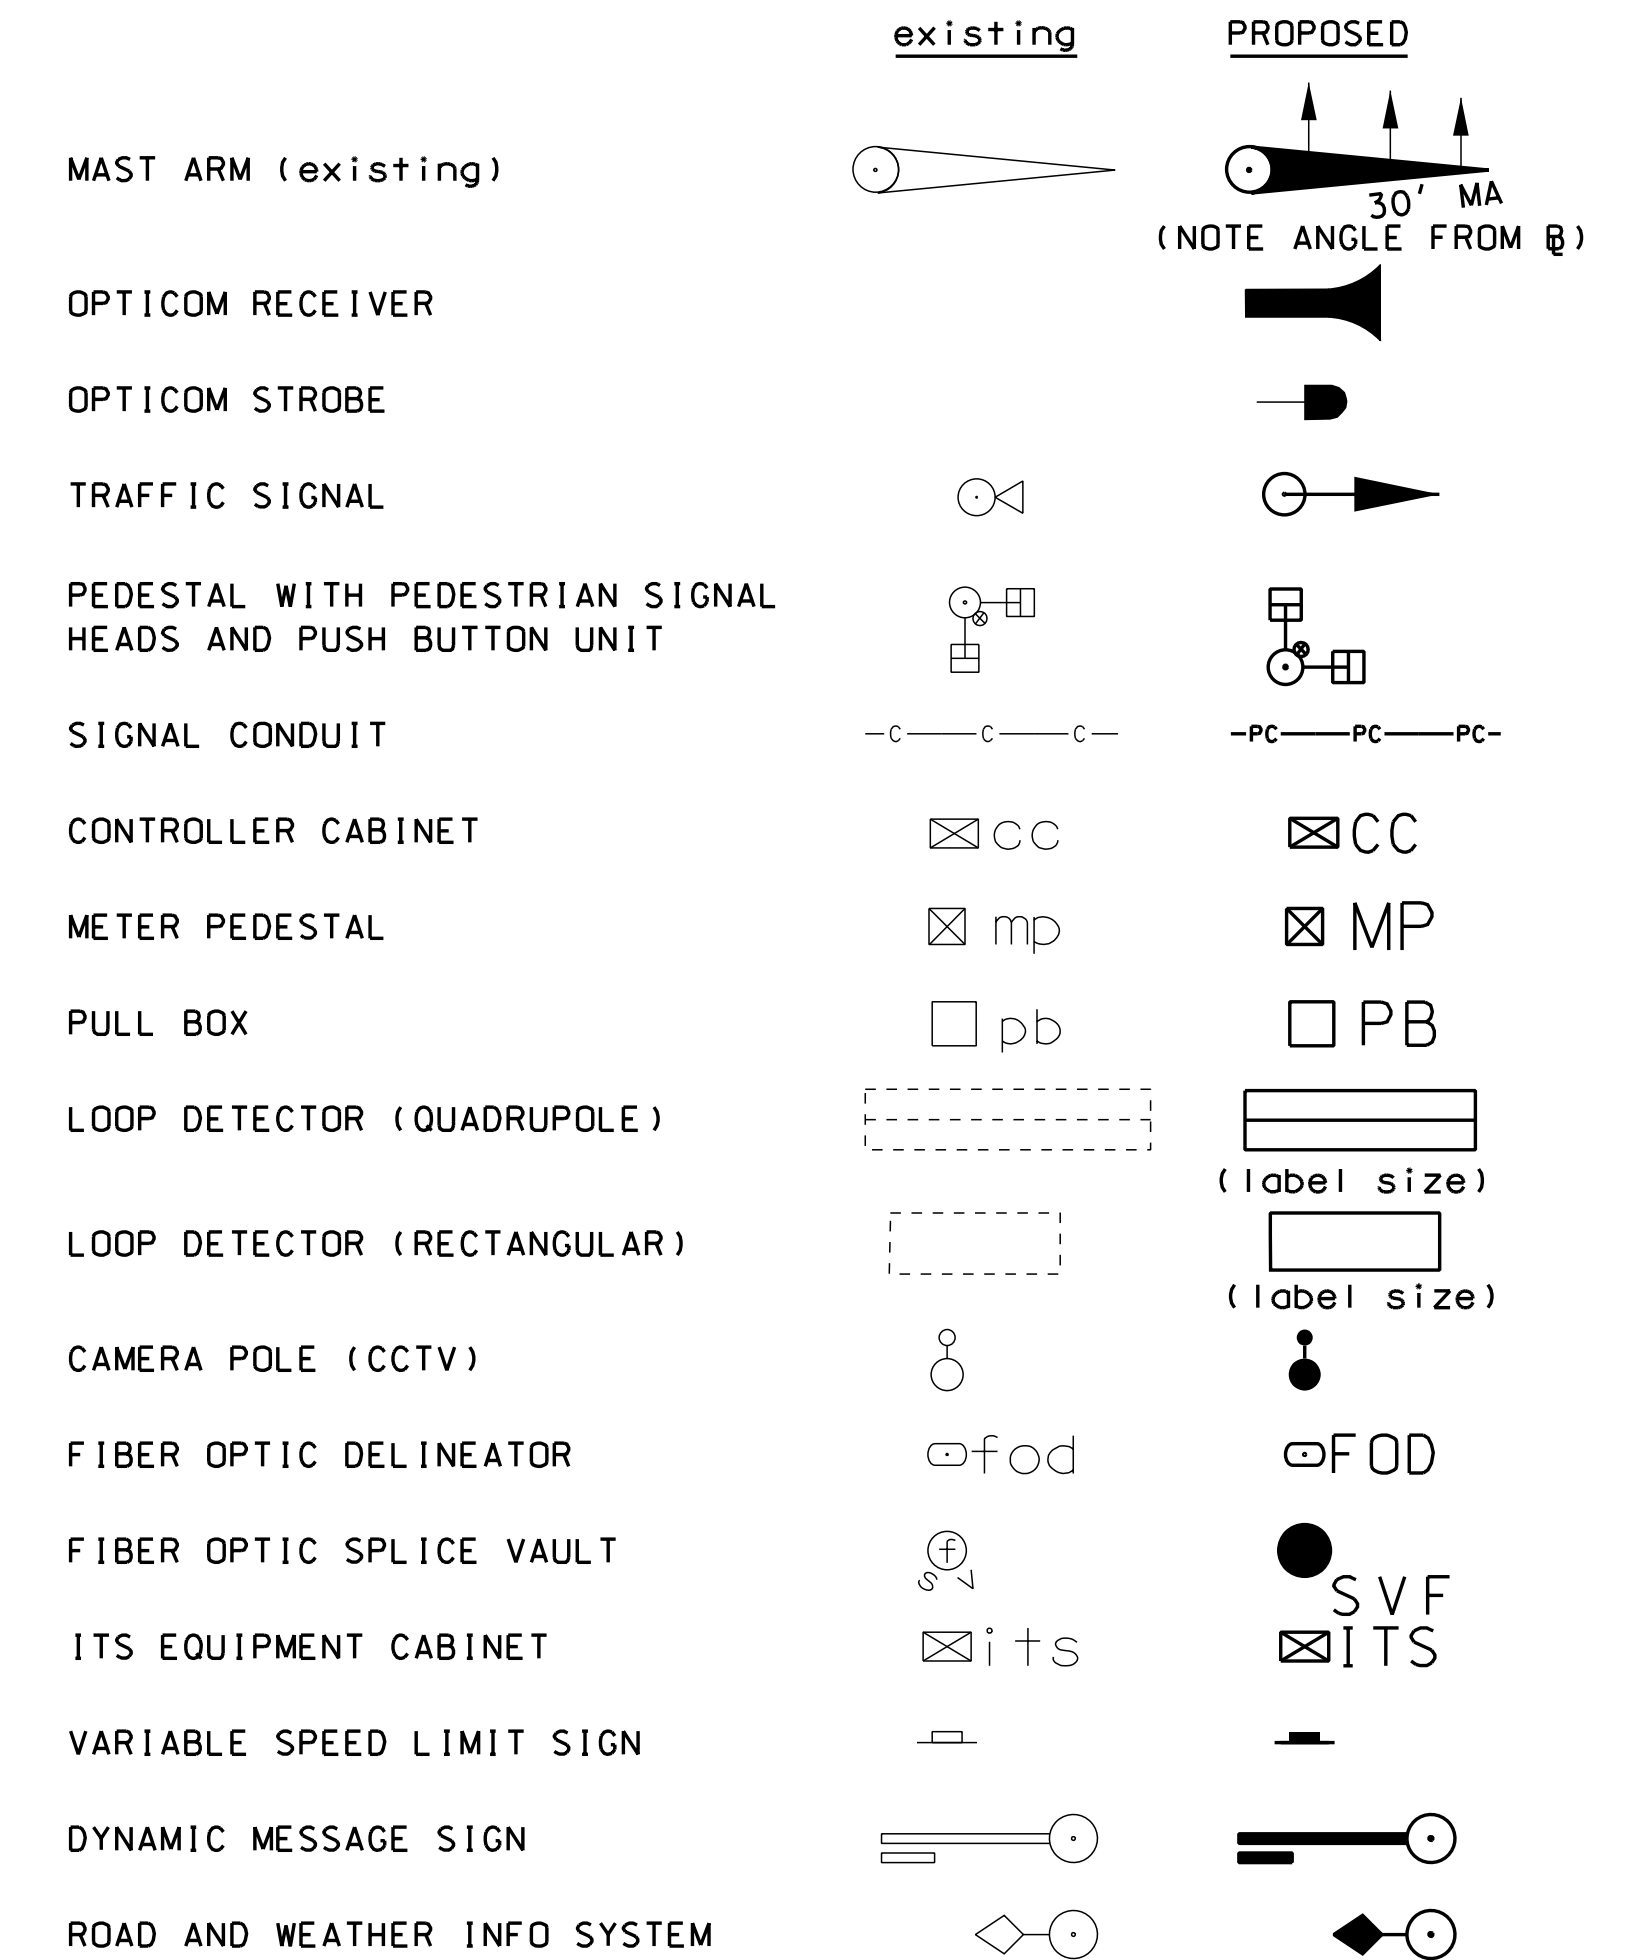 existing PROPOSED
MAST ARM (existing)
30' MA
(NOTE ANGLE FROM BL)
OPTICOM RECEIVER
OPTICOM STROBE
TRAFFIC SIGNAL
PEDESTAL WITH PEDESTRIAN SIGNAL
HEADS AND PUSH BUTTON UNIT
SIGNAL CONDUIT C C C PC PC PC
CONTROLLER CABINET cc CC
METER PEDESTAL mp MP
PULL BOX pb PB
LOOP DETECTOR (QUADRUPOLE)
(label size)
LOOP DETECTOR (RECTANGULAR)
(label size)
CAMERA POLE (CCTV)
FIBER OPTIC DELINEATOR fod FOD
FIBER OPTIC SPLICE VAULT f
s v
SVF
ITS EQUIPMENT CABINET its ITS
VARIABLE SPEED LIMIT SIGN
DYNAMIC MESSAGE SIGN
ROAD AND WEATHER INFO SYSTEM